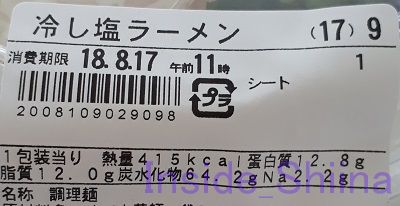 冷し塩ラーメン (17) 9
消費期限 18.8.17 午前11時 1
プラ シート
2008109029098
1包装当り 熱量415kcal蛋白質12.8g
脂質12.0g炭水化物64.2gNa2.2g
名称 調理麺
Inside_Shiina